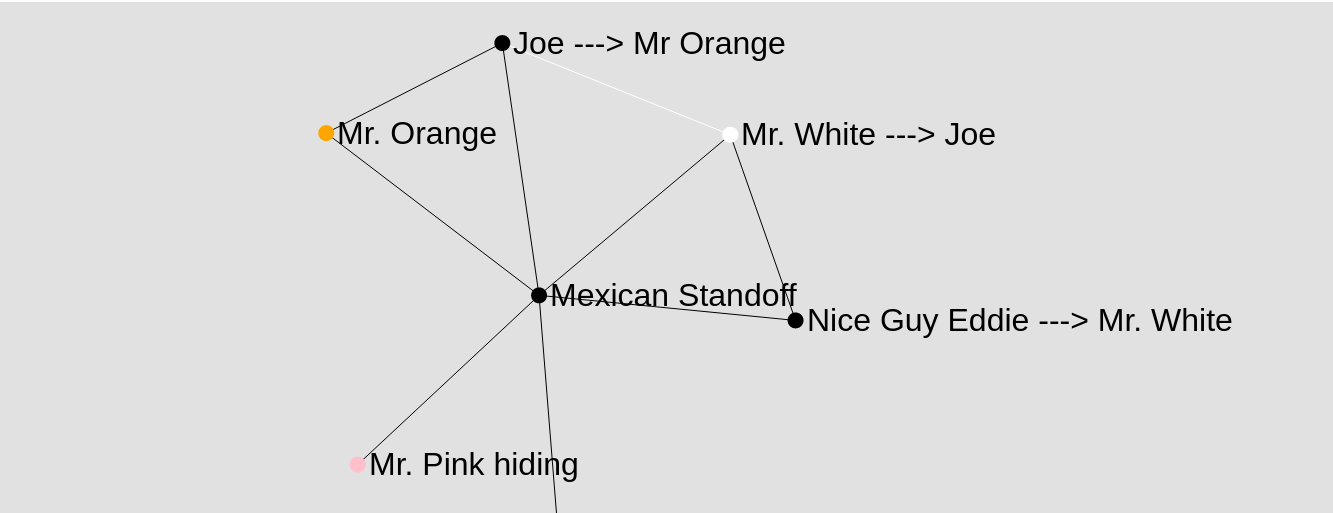 Joe ---> Mr Orange
Mr. Orange
Mr. White ---> Joe
Mexican Standoff
Nice Guy Eddie ---> Mr. White
Mr. Pink hiding